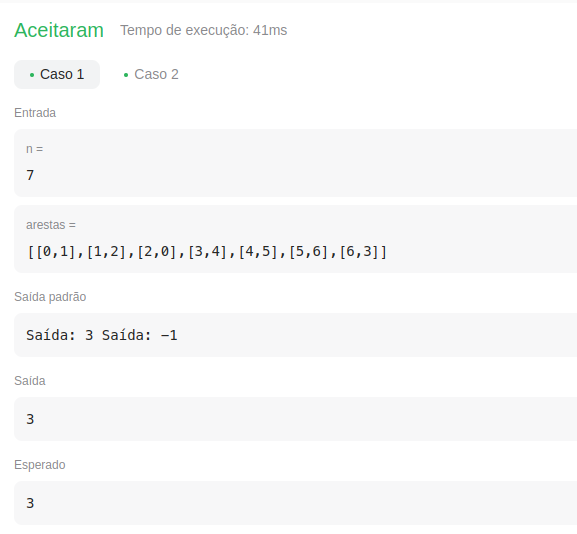 Aceitaram Tempo de execução: 41ms
• Caso 1 • Caso 2
Entrada
n =
7
arestas =
[[0,1],[1,2],[2,0],[3,4],[4,5],[5,6],[6,3]]
Saída padrão
Saída: 3 Saída: −1
Saída
3
Esperado
3